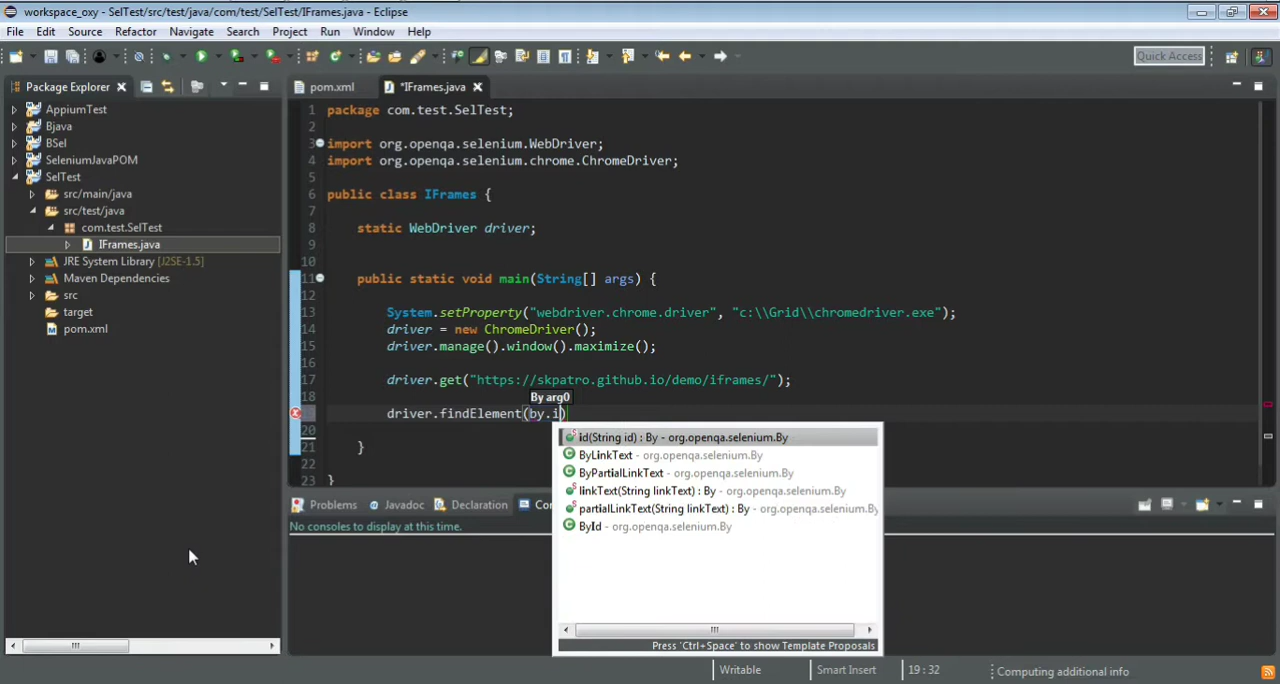 workspace_oxy - SelTest/src/test/java/com/test/SelTest/IFrames.java - Eclipse
File Edit Source Refactor Navigate Search Project Run Window Help
Quick Access
Package Explorer
AppiumTest
Bjava
BSel
SeleniumJavaPOM
SelTest
src/main/java
src/test/java
com.test.SelTest
IFrames.java
JRE System Library [J2SE-1.5]
Maven Dependencies
src
target
pom.xml
pom.xml *IFrames.java
1 package com.test.SelTest;
2
3 import org.openqa.selenium.WebDriver;
4 import org.openqa.selenium.chrome.ChromeDriver;
5
6 public class IFrames {
7
8 static WebDriver driver;
9
10
11 public static void main(String[] args) {
12
13 System.setProperty("webdriver.chrome.driver", "c:\\Grid\\chromedriver.exe");
14 driver = new ChromeDriver();
15 driver.manage().window().maximize();
16
17 driver.get("https://skpatro.github.io/demo/iframes/");
18
By arg0
driver.findElement(by.i)
20
21 }
22
23 }
id(String id) : By - org.openqa.selenium.By
ByLinkText - org.openqa.selenium.By
ByPartialLinkText - org.openqa.selenium.By
linkText(String linkText) : By - org.openqa.selenium.By
partialLinkText(String linkText) : By - org.openqa.selenium.By
ById - org.openqa.selenium.By
Press 'Ctrl+Space' to show Template Proposals
Problems Javadoc Declaration Con
No consoles to display at this time.
Writable Smart Insert 19 : 32 Computing additional info